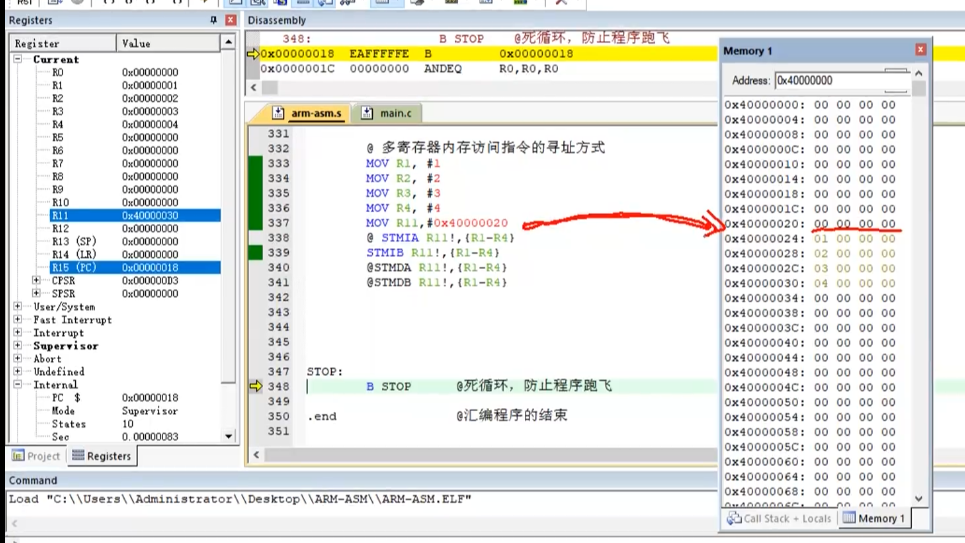 Registers
Register Value
Current
R0 0x00000000
R1 0x00000001
R2 0x00000002
R3 0x00000003
R4 0x00000004
R5 0x00000000
R6 0x00000000
R7 0x00000000
R8 0x00000000
R9 0x00000000
R10 0x00000000
R11 0x40000030
R12 0x00000000
R13 (SP) 0x00000000
R14 (LR) 0x00000000
R15 (PC) 0x00000018
CPSR 0x000000D3
SPSR 0x00000000
User/System
Fast Interrupt
Interrupt
Supervisor
Abort
Undefined
Internal
PC $ 0x00000018
Mode Supervisor
States 10
Sec 0.00000083
Project Registers
Disassembly
348: B STOP @死循环，防止程序跑飞
0x00000018 EAFFFFFE B 0x00000018
0x0000001C 00000000 ANDEQ R0,R0,R0
arm-asm.s main.c
331
332 @ 多寄存器内存访问指令的寻址方式
333 MOV R1, #1
334 MOV R2, #2
335 MOV R3, #3
336 MOV R4, #4
337 MOV R11,#0x40000020
338 @ STMIA R11!,{R1-R4}
339 STMIB R11!,{R1-R4}
340 @STMDA R11!,{R1-R4}
341 @STMDB R11!,{R1-R4}
342
343
344
345
346
347 STOP:
348 B STOP @死循环，防止程序跑飞
349
350 .end @汇编程序的结束
351
Memory 1
Address: 0x40000000
0x40000000: 00 00 00 00
0x40000004: 00 00 00 00
0x40000008: 00 00 00 00
0x4000000C: 00 00 00 00
0x40000010: 00 00 00 00
0x40000014: 00 00 00 00
0x40000018: 00 00 00 00
0x4000001C: 00 00 00 00
0x40000020: 00 00 00 00
0x40000024: 01 00 00 00
0x40000028: 02 00 00 00
0x4000002C: 03 00 00 00
0x40000030: 04 00 00 00
0x40000034: 00 00 00 00
0x40000038: 00 00 00 00
0x4000003C: 00 00 00 00
0x40000040: 00 00 00 00
0x40000044: 00 00 00 00
0x40000048: 00 00 00 00
0x4000004C: 00 00 00 00
0x40000050: 00 00 00 00
0x40000054: 00 00 00 00
0x40000058: 00 00 00 00
0x4000005C: 00 00 00 00
0x40000060: 00 00 00 00
0x40000064: 00 00 00 00
0x40000068: 00 00 00 00
Call Stack + Locals Memory 1
Command
Load "C:\\Users\\Administrator\\Desktop\\ARM-ASM\\ARM-ASM.ELF"